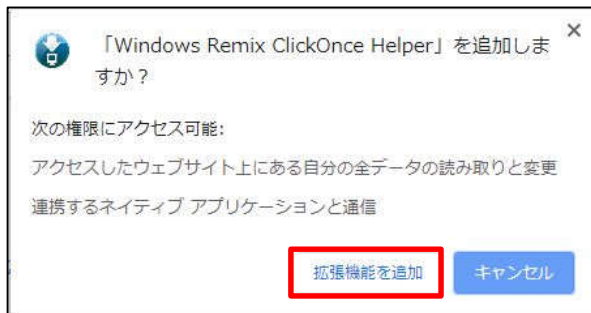 「Windows Remix ClickOnce Helper」を追加しま
すか？
次の権限にアクセス可能:
アクセスしたウェブサイト上にある自分の全データの読み取りと変更
連携するネイティブ アプリケーションと通信
拡張機能を追加
キャンセル